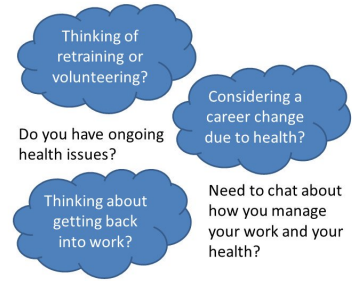 Thinking of
retraining or
volunteering?
Considering a
career change
due to health?
Do you have ongoing
health issues?
Thinking about
getting back
into work?
Need to chat about
how you manage
your work and your
health?